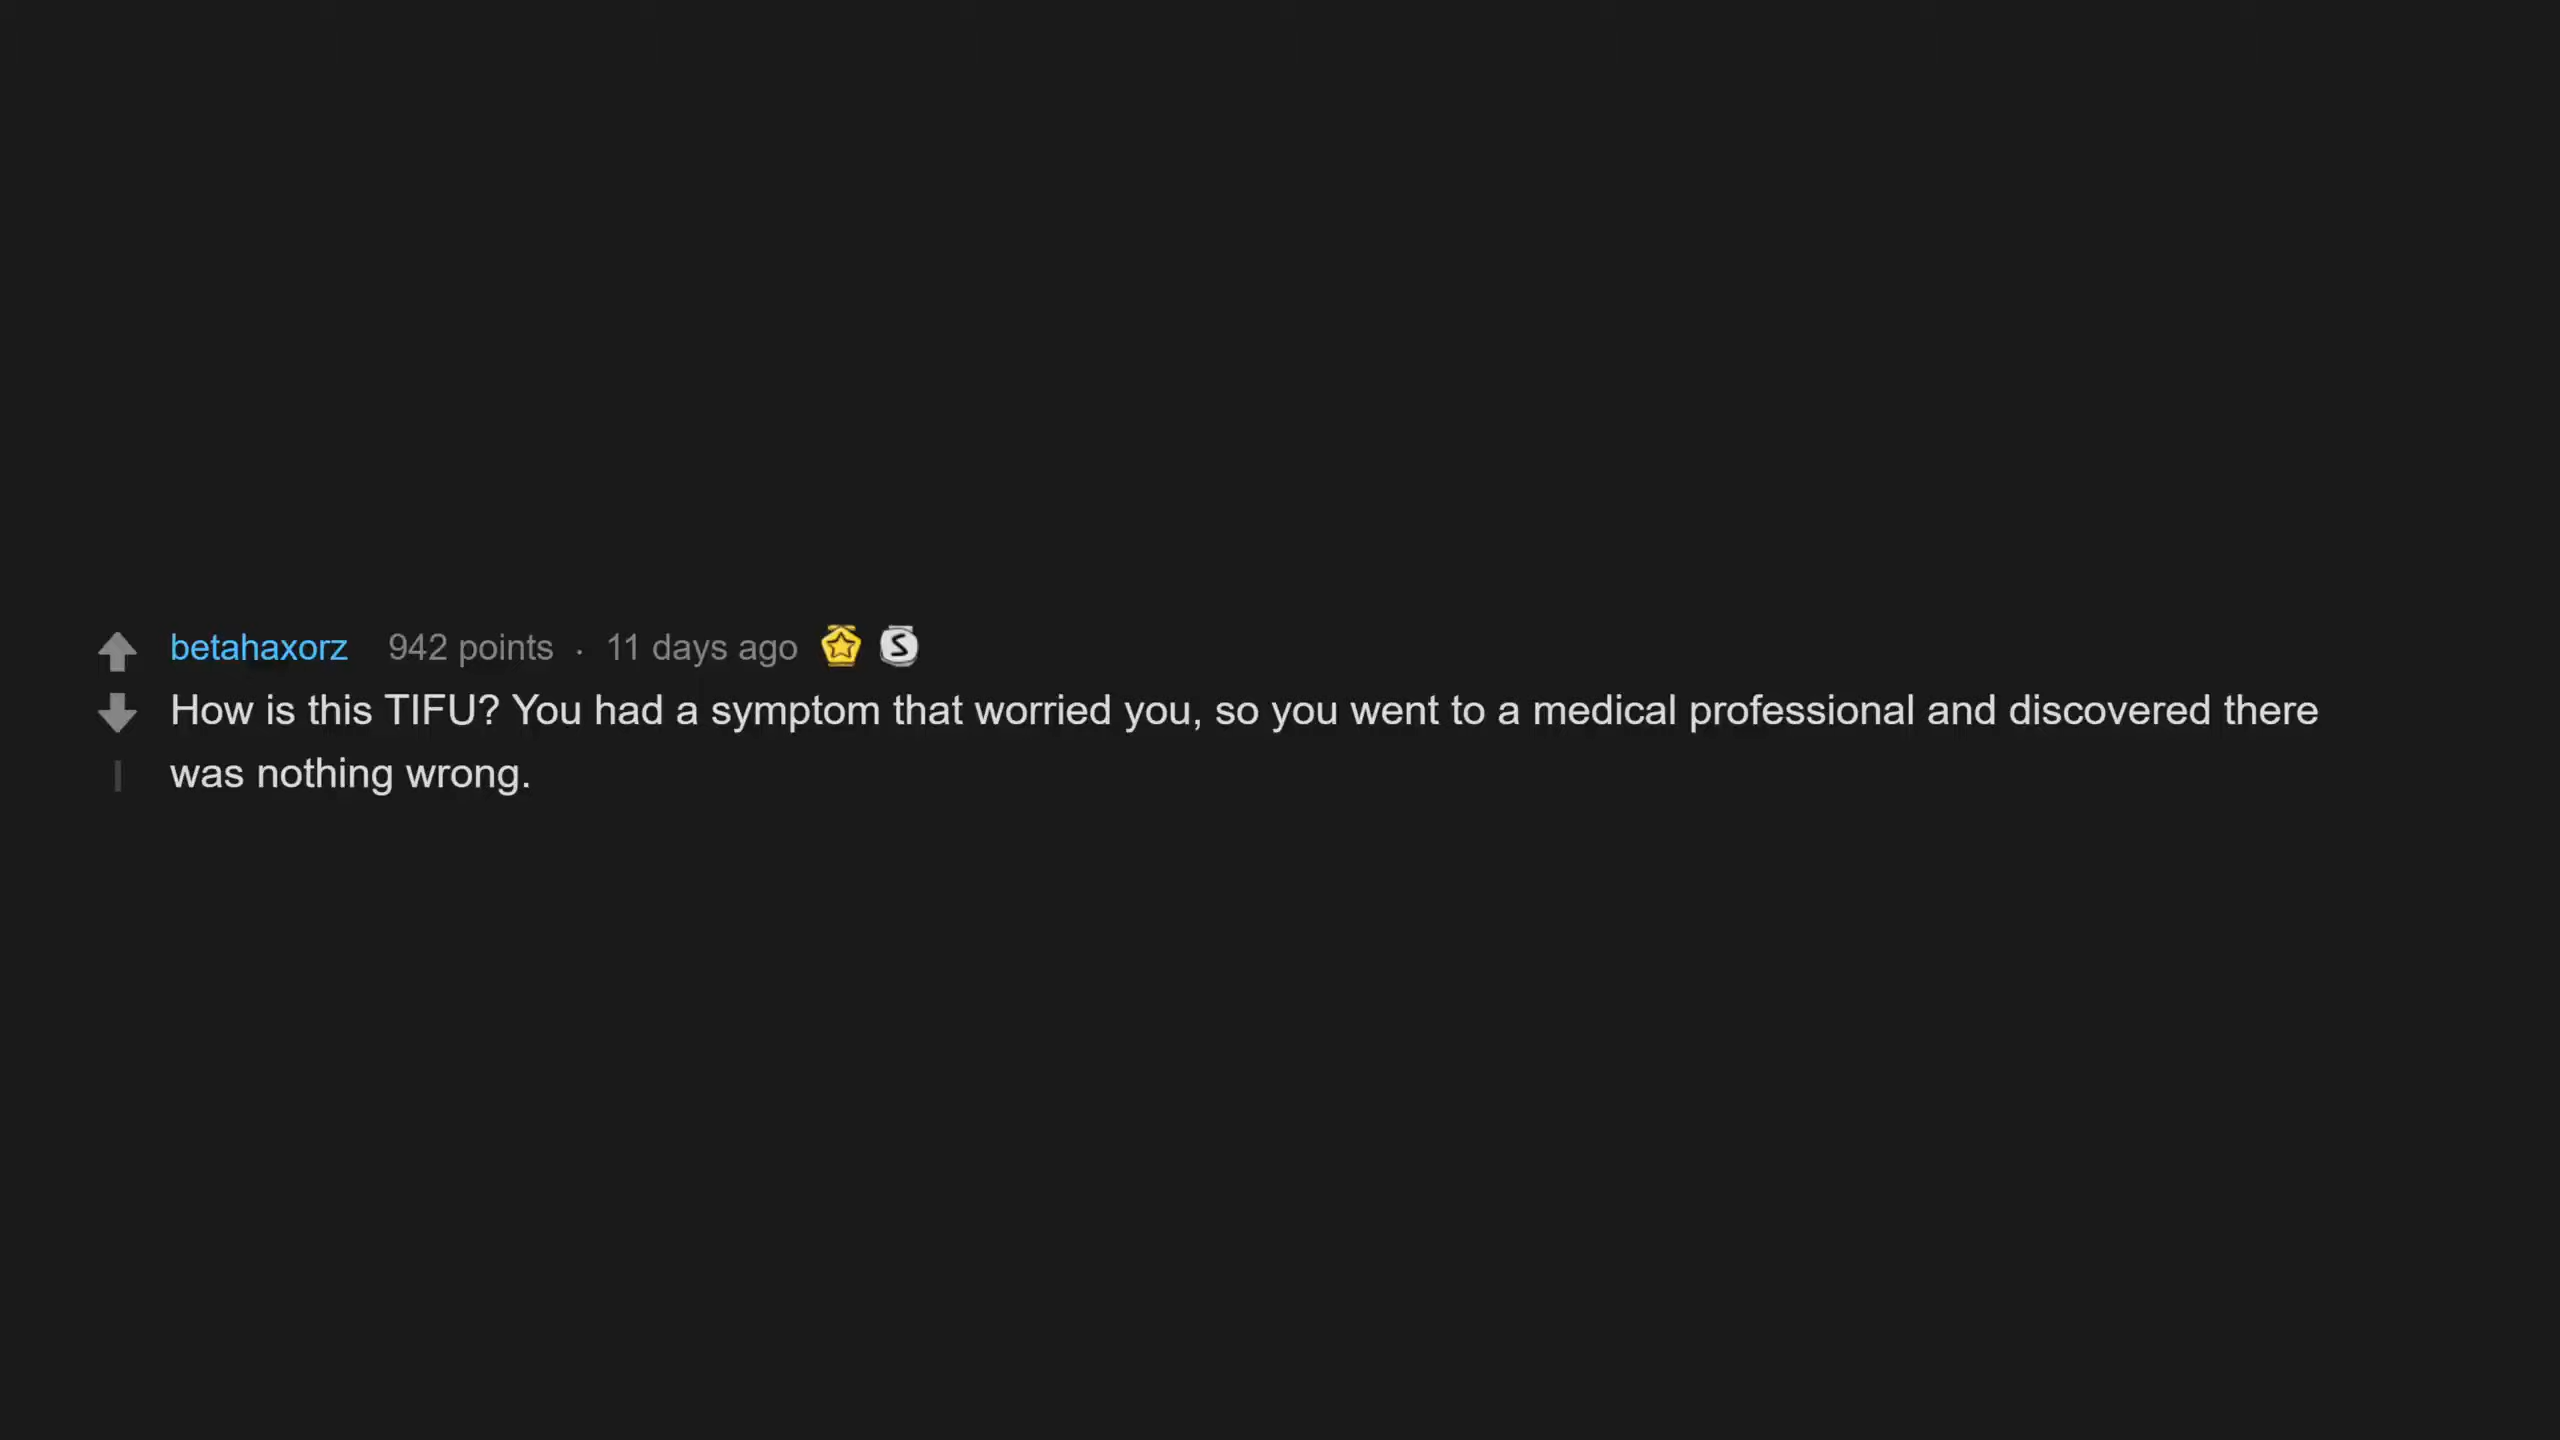 betahaxorz 942 points · 11 days ago S
How is this TIFU? You had a symptom that worried you, so you went to a medical professional and discovered there
was nothing wrong.